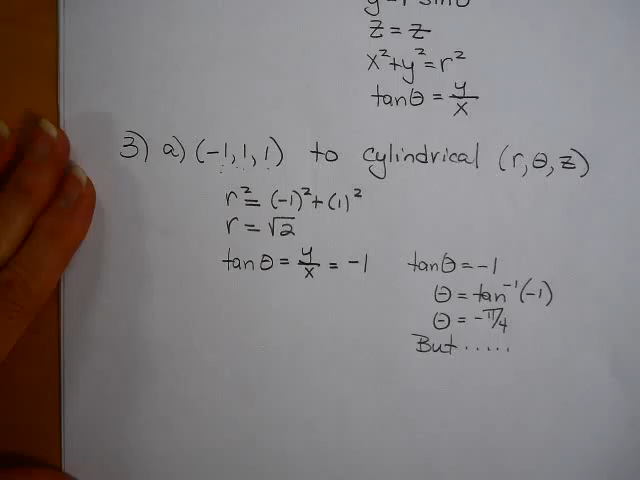 y=r sinθ
z = z
x²+y²=r²
tanθ = y/x
3) a) (-1, 1, 1) to cylindrical (r, θ, z)
r² = (-1)²+(1)²
r = √2
tanθ = y/x = -1
tanθ = -1
θ = tan⁻¹(-1)
θ = -π/4
But ......